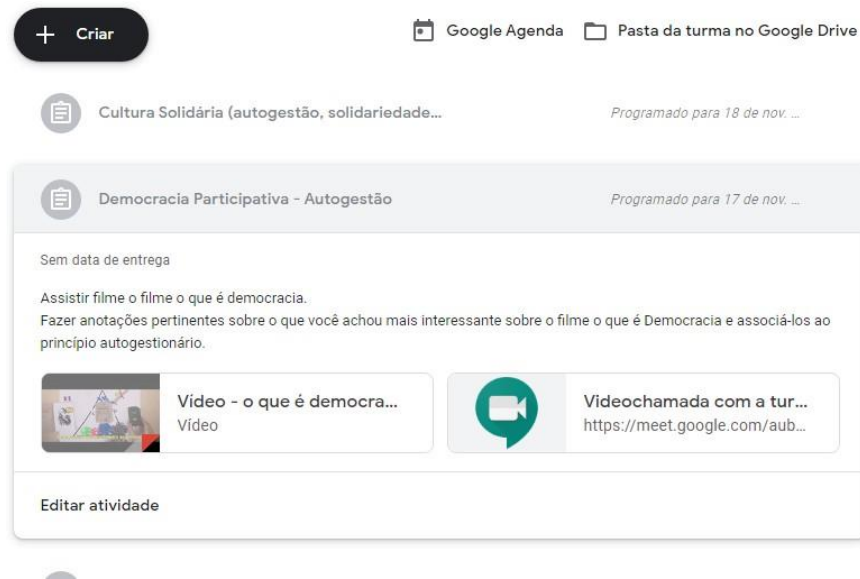 Criar
Google Agenda
Pasta da turma no Google Drive
Cultura Solidária (autogestão, solidariedade...
Programado para 18 de nov. ...
Democracia Participativa - Autogestão
Programado para 17 de nov. ...
Sem data de entrega
Assistir filme o filme o que é democracia.
Fazer anotações pertinentes sobre o que você achou mais interessante sobre o filme o que é Democracia e associá-los ao
princípio autogestionário.
Vídeo - o que é democra...
Vídeo
Videochamada com a tur...
https://meet.google.com/aub...
Editar atividade